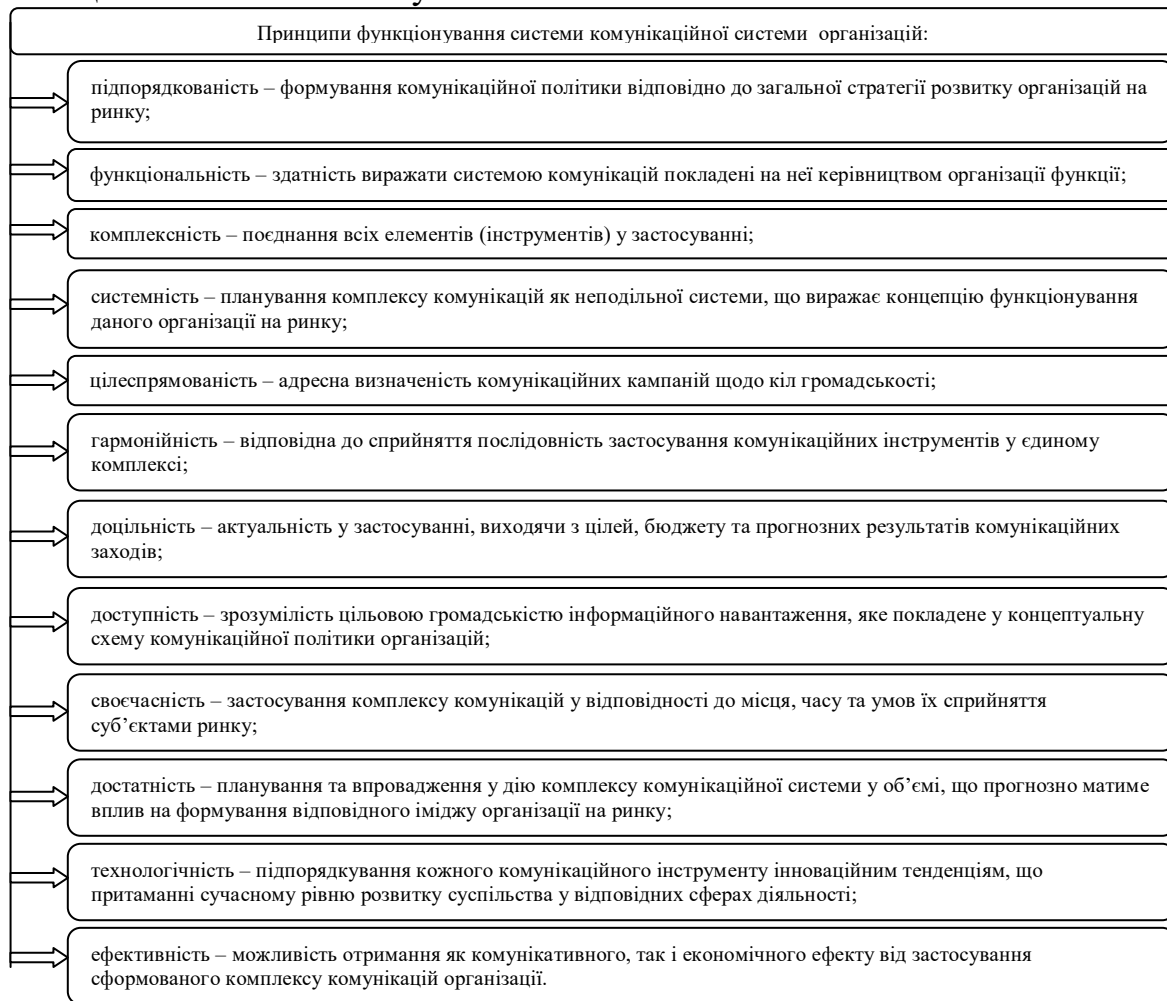 Принципи функціонування системи комунікаційної системи організацій:
підпорядкованість – формування комунікаційної політики відповідно до загальної стратегії розвитку організацій на
ринку;
функціональність – здатність виражати системою комунікацій покладені на неї керівництвом організації функції;
комплексність – поєднання всіх елементів (інструментів) у застосуванні;
системність – планування комплексу комунікацій як неподільної системи, що виражає концепцію функціонування
даного організації на ринку;
цілеспрямованість – адресна визначеність комунікаційних кампаній щодо кіл громадськості;
гармонійність – відповідна до сприйняття послідовність застосування комунікаційних інструментів у єдиному
комплексі;
доцільність – актуальність у застосуванні, виходячи з цілей, бюджету та прогнозних результатів комунікаційних
заходів;
доступність – зрозумілість цільовою громадськістю інформаційного навантаження, яке покладене у концептуальну
схему комунікаційної політики організацій;
своєчасність – застосування комплексу комунікацій у відповідності до місця, часу та умов їх сприйняття
суб’єктами ринку;
достатність – планування та впровадження у дію комплексу комунікаційної системи у об’ємі, що прогнозно матиме
вплив на формування відповідного іміджу організації на ринку;
технологічність – підпорядкування кожного комунікаційного інструменту інноваційним тенденціям, що
притаманні сучасному рівню розвитку суспільства у відповідних сферах діяльності;
ефективність – можливість отримання як комунікативного, так і економічного ефекту від застосування
сформованого комплексу комунікацій організації.